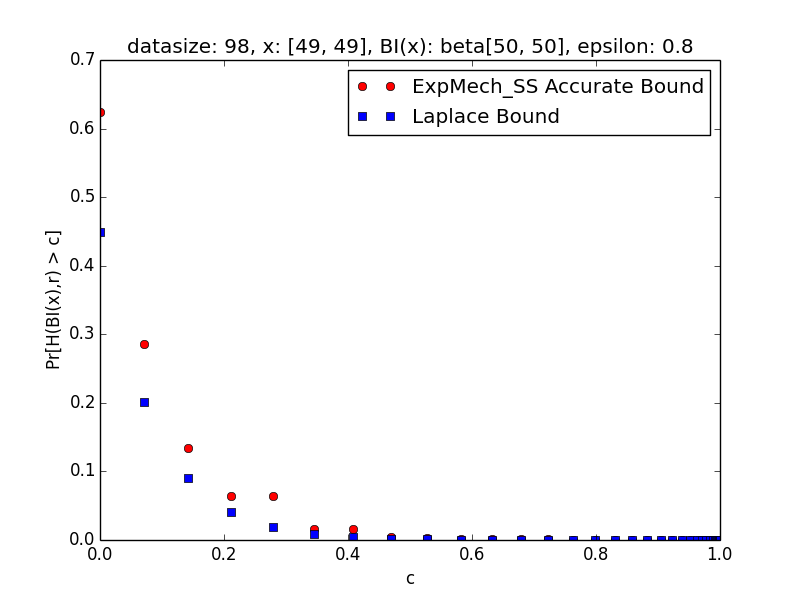 datasize: 98, x: [49, 49], BI(x): beta[50, 50], epsilon: 0.8
ExpMech_SS Accurate Bound
Laplace Bound
Pr[H(BI(x),r) > c]
0.7
0.6
0.5
0.4
0.3
0.2
0.1
0.0
0.0 0.2 0.4 0.6 0.8 1.0
c